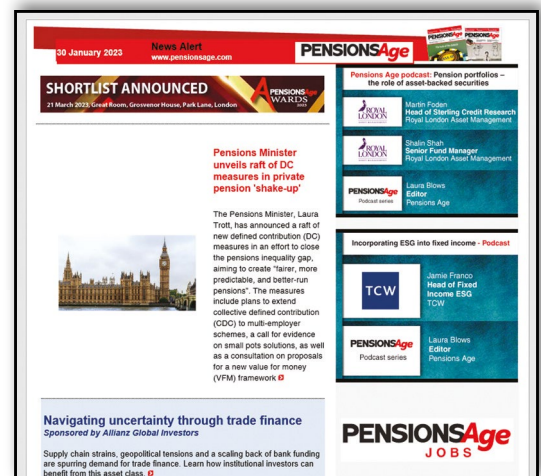 30 January 2023
News Alert
www.pensionsage.com
PENSIONSAge
SHORTLIST ANNOUNCED
21 March 2023, Great Room, Grosvenor House, Park Lane, London
PENSIONSAge
AWARDS
2023
Pensions Minister
unveils raft of DC
measures in private
pension 'shake-up'
The Pensions Minister, Laura
Trott, has announced a raft of
new defined contribution (DC)
measures in an effort to close
the pensions inequality gap,
aiming to create "fairer, more
predictable, and better-run
pensions". The measures
include plans to extend
collective defined contribution
(CDC) to multi-employer
schemes, a call for evidence
on small pots solutions, as well
as a consultation on proposals
for a new value for money
(VFM) framework
Navigating uncertainty through trade finance
Sponsored by Allianz Global Investors
Supply chain strains, geopolitical tensions and a scaling back of bank funding
are spurring demand for trade finance. Learn how institutional investors can
benefit from this asset class.
PENSIONSAge PENSIONSAge
Pensions Age podcast: Pension portfolios –
the role of asset-backed securities
ROYAL
LONDON
Martin Foden
Head of Sterling Credit Research
Royal London Asset Management
ROYAL
LONDON
Shalin Shah
Senior Fund Manager
Royal London Asset Management
PENSIONSAge
Podcast series
Laura Blows
Editor
Pensions Age
Incorporating ESG into fixed income - Podcast
TCW
Jamie Franco
Head of Fixed
Income ESG
TCW
PENSIONSAge
Podcast series
Laura Blows
Editor
Pensions Age
PENSIONSAge
JOBS